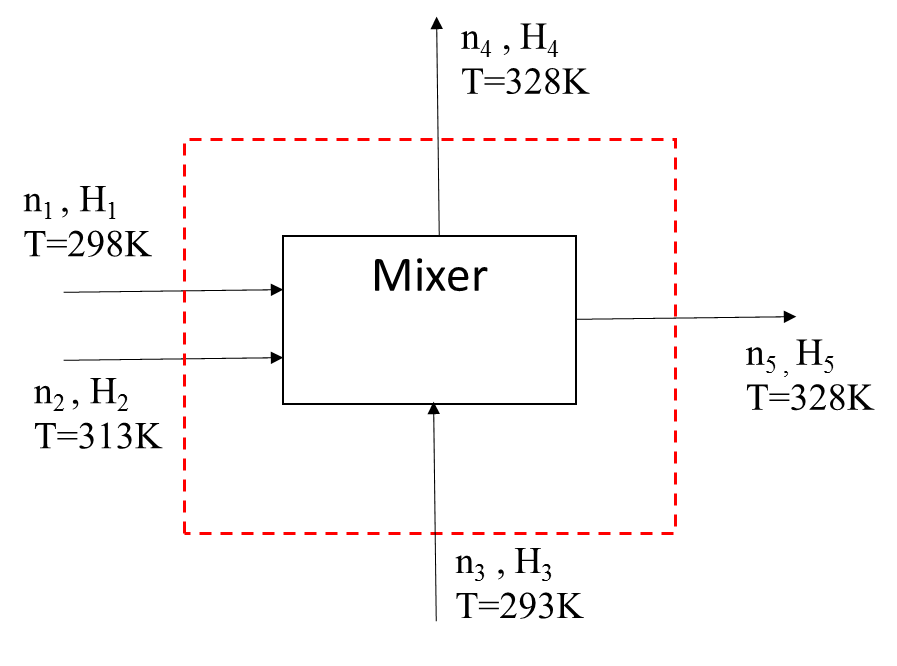 n₄ , H₄
T=328K
n₁ , H₁
T=298K
Mixer
n₂ , H₂
T=313K
n₅ , H₅
T=328K
n₃ , H₃
T=293K